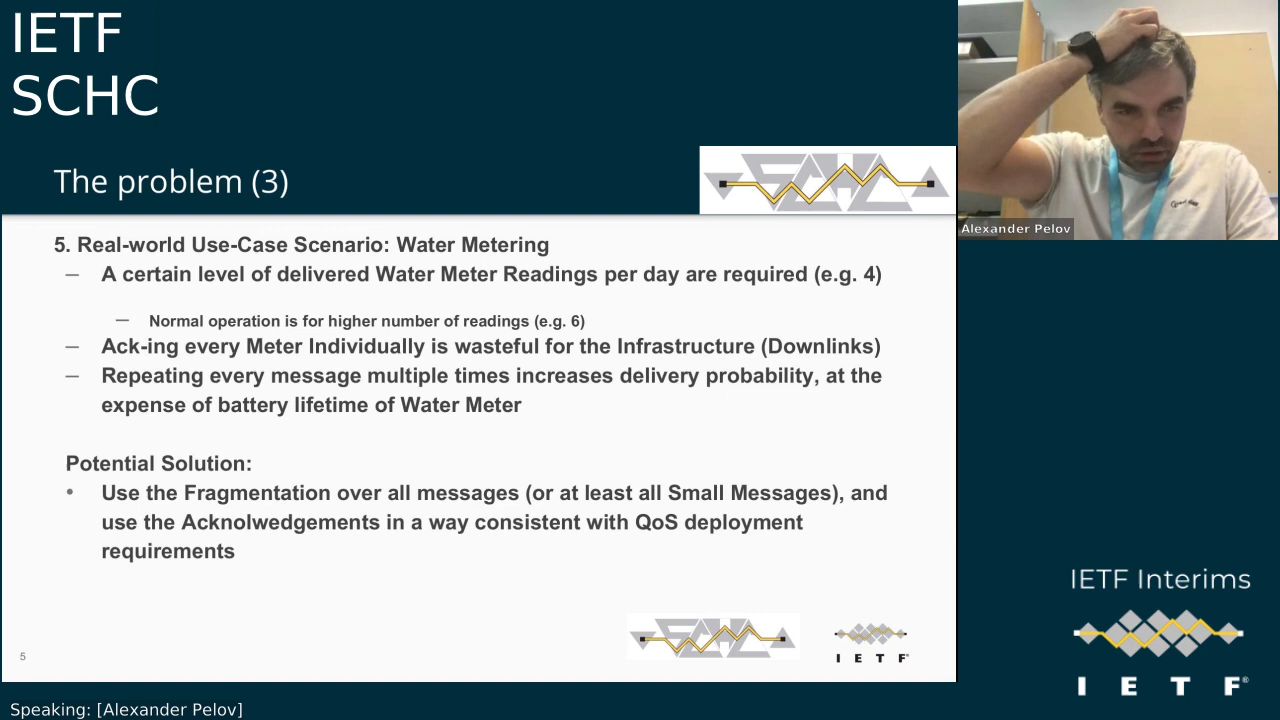 IETF
SCHC
The problem (3)
SCHC
Alexander Pelov
5. Real-world Use-Case Scenario: Water Metering
– A certain level of delivered Water Meter Readings per day are required (e.g. 4)
– Normal operation is for higher number of readings (e.g. 6)
– Ack-ing every Meter Individually is wasteful for the Infrastructure (Downlinks)
– Repeating every message multiple times increases delivery probability, at the
expense of battery lifetime of Water Meter
Potential Solution:
• Use the Fragmentation over all messages (or at least all Small Messages), and
use the Acknolwedgements in a way consistent with QoS deployment
requirements
5
SCHC
I E T F®
IETF Interims
I E T F®
Speaking: [Alexander Pelov]